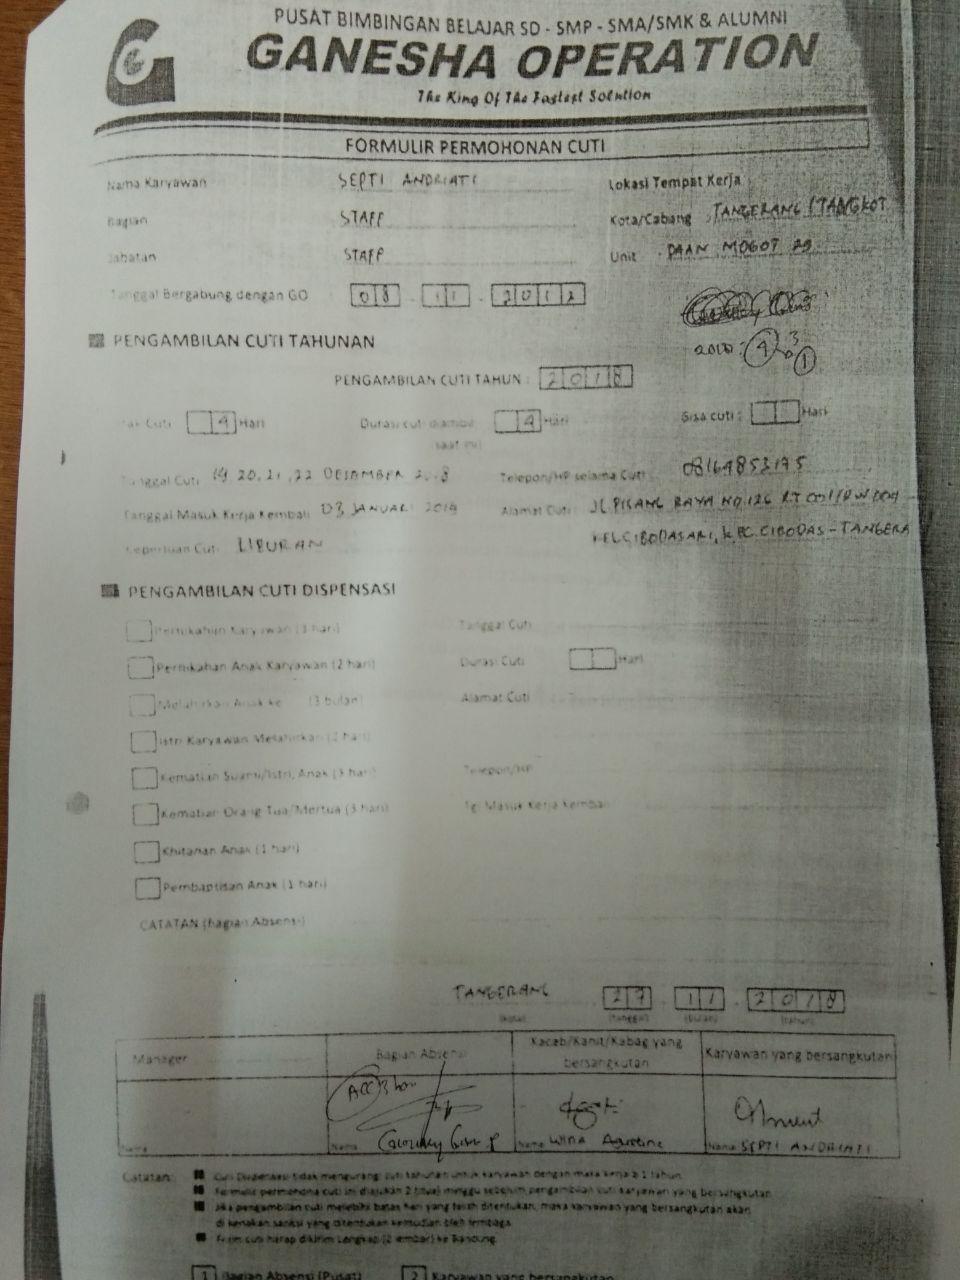 PUSAT BIMBINGAN BELAJAR SD - SMP - SMA/SMK & ALUMNI
GANESHA OPERATION
The King Of The Fastest Solution
FORMULIR PERMOHONAN CUTI
Nama Karyawan SEPTI ANDRIATI Lokasi Tempat Kerja
Bagian STAFF Kota/Cabang : TANGERANG / TANGKOT
Jabatan STAFF Unit : DAAN MOGOT 29
Tanggal Bergabung dengan GO 08 . 11 . 2012
PENGAMBILAN CUTI TAHUNAN
4 3
1
PENGAMBILAN CUTI TAHUN : 2018
Hak Cuti 4 Hari Durasi cuti diambil 4 Hari Sisa cuti : Hari
saat ini
Tanggal Cuti 19, 20, 21, 22 DESEMBER 2018 Telepon/HP selama Cuti 08164853195
Tanggal Masuk Kerja Kembali 03 JANUARI 2019 Alamat Cuti JL. PISANG RAYA NO.126 RT 001/RW 004
Keperluan Cuti LIBURAN KEL CIBODASARI, KEC. CIBODAS - TANGERA
PENGAMBILAN CUTI DISPENSASI
Pernikahan Karyawan (3 hari) Tanggal Cuti
Pernikahan Anak Karyawan (2 hari) Durasi Cuti Hari
Melahirkan Anak ke (3 bulan) Alamat Cuti
Istri Karyawan Melahirkan (2 hari)
Kematian Suami/Istri, Anak (3 hari) Telepon/HP
Kematian Orang Tua/Mertua (3 hari) Tgl Masuk Kerja Kembali
Khitanan Anak (1 hari)
Pembaptisan Anak (1 hari)
CATATAN (bagian Absensi)
TANGERANG 27 . 11 . 2018
(kota) (tanggal) (bulan) (tahun)
Manager Bagian Absensi Kacab/Kanit/Kabag yang bersangkutan Karyawan yang bersangkutan
ACC 3 hari
Nama Nama Nama WINA Agustine Nama SEPTI ANDRIATI
Catatan: Cuti Dispensasi tidak mengurangi cuti tahunan untuk karyawan dengan masa kerja ≥ 1 tahun.
Formulir permohonan cuti ini diajukan 2 (dua) minggu sebelum pengambilan cuti karyawan yang bersangkutan
Jika pengambilan cuti melebihi batas hari yang telah ditentukan, maka karyawan yang bersangkutan akan
di kenakan sanksi yang ditentukan kemudian oleh lembaga.
Form cuti harap dikirim Lengkap (2 lembar) ke Bandung.
1 Bagian Absensi (Pusat) 2 Karyawan yang bersangkutan